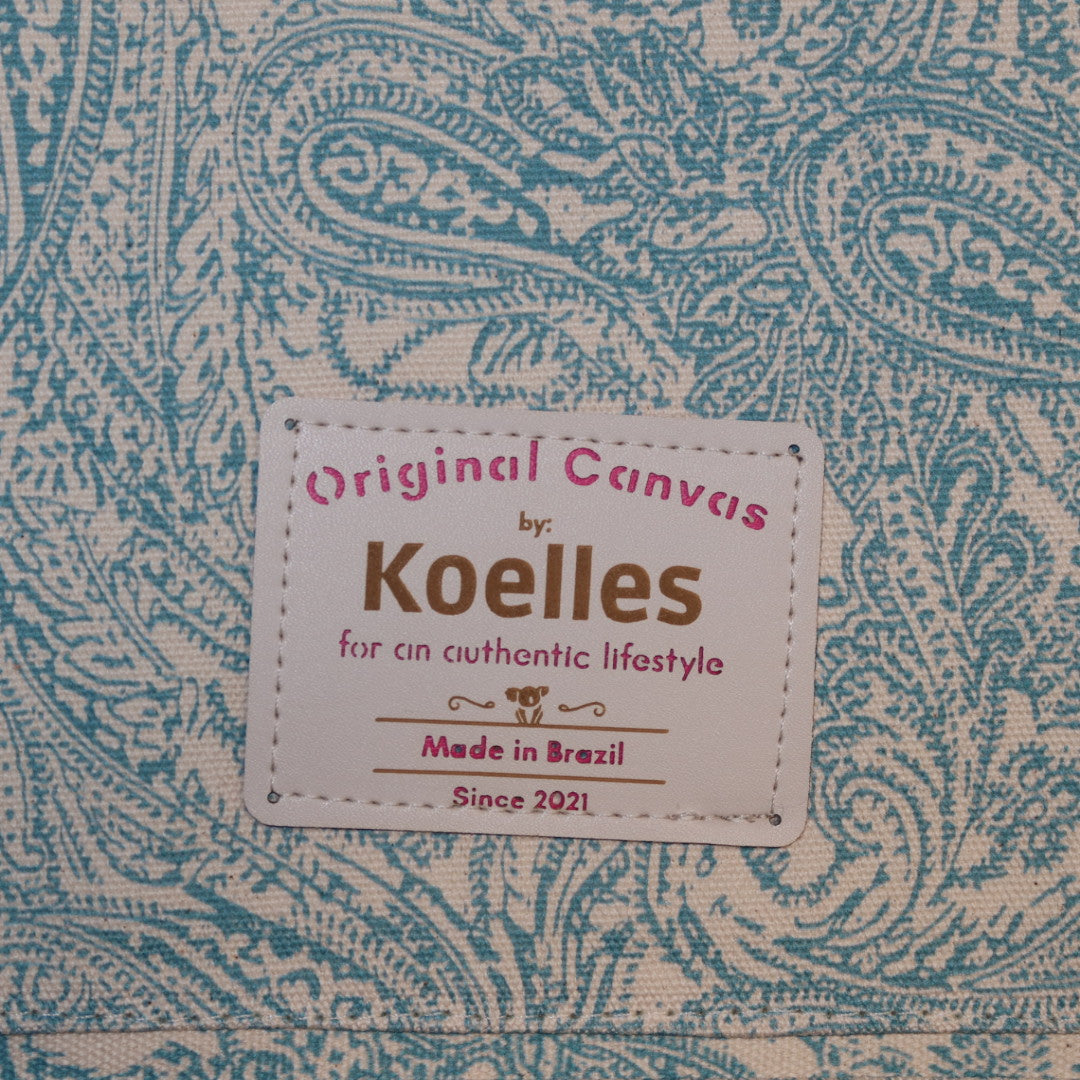 Original Canvas
by:
Koelles
for an authentic lifestyle
Made in Brazil
Since 2021